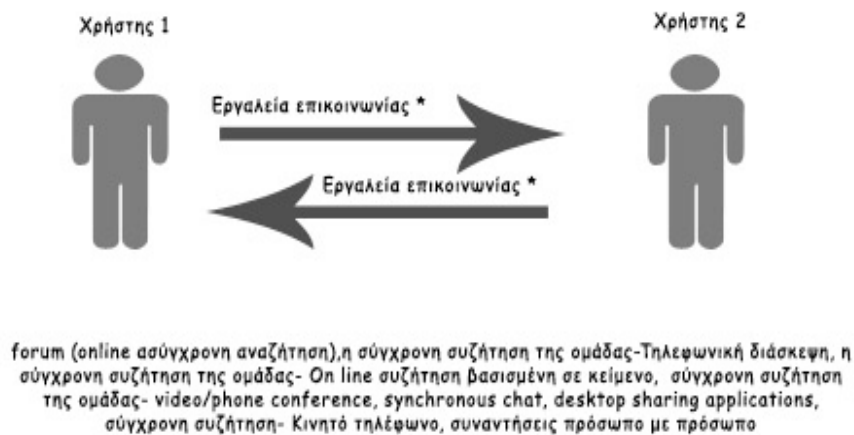 Χρήστης 1
Χρήστης 2
Εργαλεία επικοινωνίας *
Εργαλεία επικοινωνίας *
forum (online ασύγχρονη αναζήτηση),η σύγχρονη συζήτηση της ομάδας-Τηλεφωνική διάσκεψη, η
σύγχρονη συζήτηση της ομάδας- On line συζήτηση βασισμένη σε κείμενο, σύγχρονη συζήτηση
της ομάδας- video/phone conference, synchronous chat, desktop sharing applications,
σύγχρονη συζήτηση- Κινητό τηλέφωνο, συναντήσεις πρόσωπο με πρόσωπο